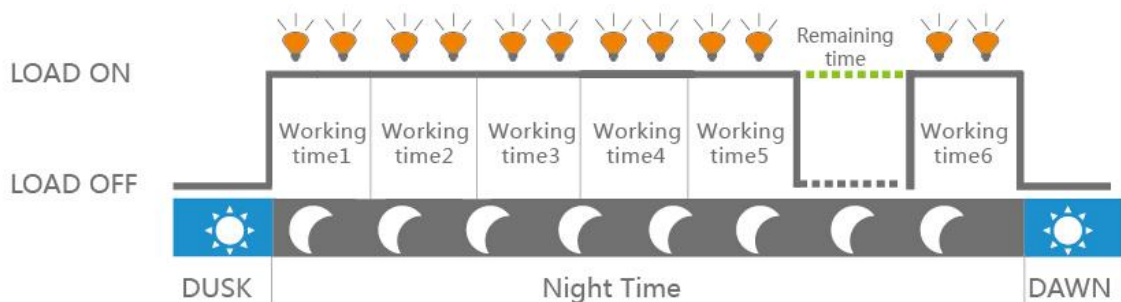 Remaining
time
LOAD ON
Working
time1
Working
time2
Working
time3
Working
time4
Working
time5
Working
time6
LOAD OFF
DUSK
Night Time
DAWN